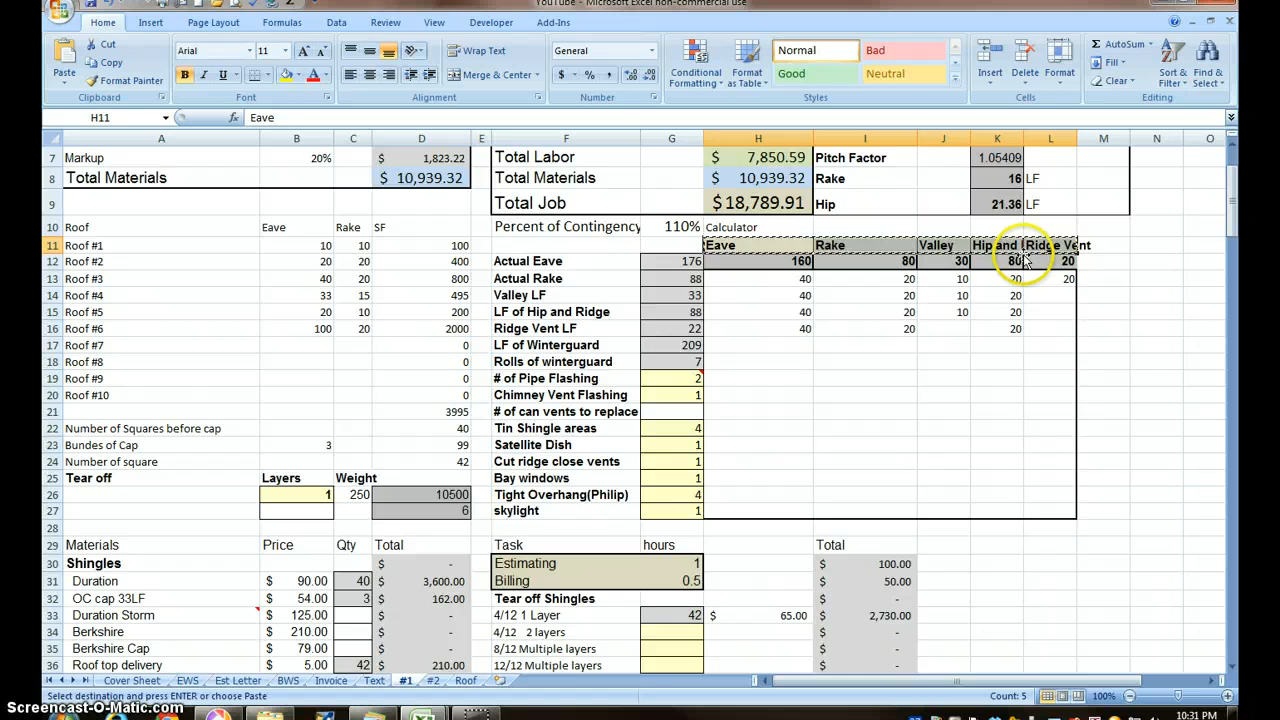 YouTube - Microsoft Excel non-commercial use
Home Insert Page Layout Formulas Data Review View Developer Add-Ins
Cut Arial 11 Wrap Text General Normal Bad AutoSum
Copy Fill
Paste Format Painter Merge & Center Conditional Formatting Format as Table Good Neutral Insert Delete Format Clear Sort & Filter Find & Select
Clipboard Font Alignment Number Styles Cells Editing
H11 fx Eave
A B C D E F G H I J K L M N O
7 Markup 20% $ 1,823.22 Total Labor $ 7,850.59 Pitch Factor 1.05409
8 Total Materials $ 10,939.32 Total Materials $ 10,939.32 Rake 16 LF
9 Total Job $ 18,789.91 Hip 21.36 LF
10 Roof Eave Rake SF Percent of Contingency 110% Calculator
11 Roof #1 10 10 100 Eave Rake Valley Hip and Ridge Vent
12 Roof #2 20 20 400 Actual Eave 176 160 80 30 80 20
13 Roof #3 40 20 800 Actual Rake 88 40 20 10 20 20
14 Roof #4 33 15 495 Valley LF 33 40 20 10 20
15 Roof #5 20 10 200 LF of Hip and Ridge 88 40 20 10 20
16 Roof #6 100 20 2000 Ridge Vent LF 22 40 20 20
17 Roof #7 0 LF of Winterguard 209
18 Roof #8 0 Rolls of winterguard 7
19 Roof #9 0 # of Pipe Flashing 2
20 Roof #10 0 Chimney Vent Flashing 1
21 3995 # of can vents to replace
22 Number of Squares before cap 40 Tin Shingle areas 4
23 Bundes of Cap 3 99 Satellite Dish 1
24 Number of square 42 Cut ridge close vents 1
25 Tear off Layers Weight Bay windows 1
26 1 250 10500 Tight Overhang(Philip) 4
27 6 skylight 1
28
29 Materials Price Qty Total Task hours Total
30 Shingles $ - Estimating 1 $ 100.00
31 Duration $ 90.00 40 $ 3,600.00 Billing 0.5 $ 50.00
32 OC cap 33LF $ 54.00 3 $ 162.00 Tear off Shingles $ -
33 Duration Storm $ 125.00 $ - 4/12 1 Layer 42 $ 65.00 $ 2,730.00
34 Berkshire $ 210.00 $ - 4/12 2 layers $ -
35 Berkshire Cap $ 79.00 $ - 8/12 Multiple layers $ -
36 Roof top delivery $ 5.00 42 $ 210.00 12/12 Multiple layers $ -
Cover Sheet EWS Est Letter BWS Invoice Text #1 #2 Roof
Select destination and press ENTER or choose Paste Count: 5 100%
Screencast-O-Matic.com 10:31 PM